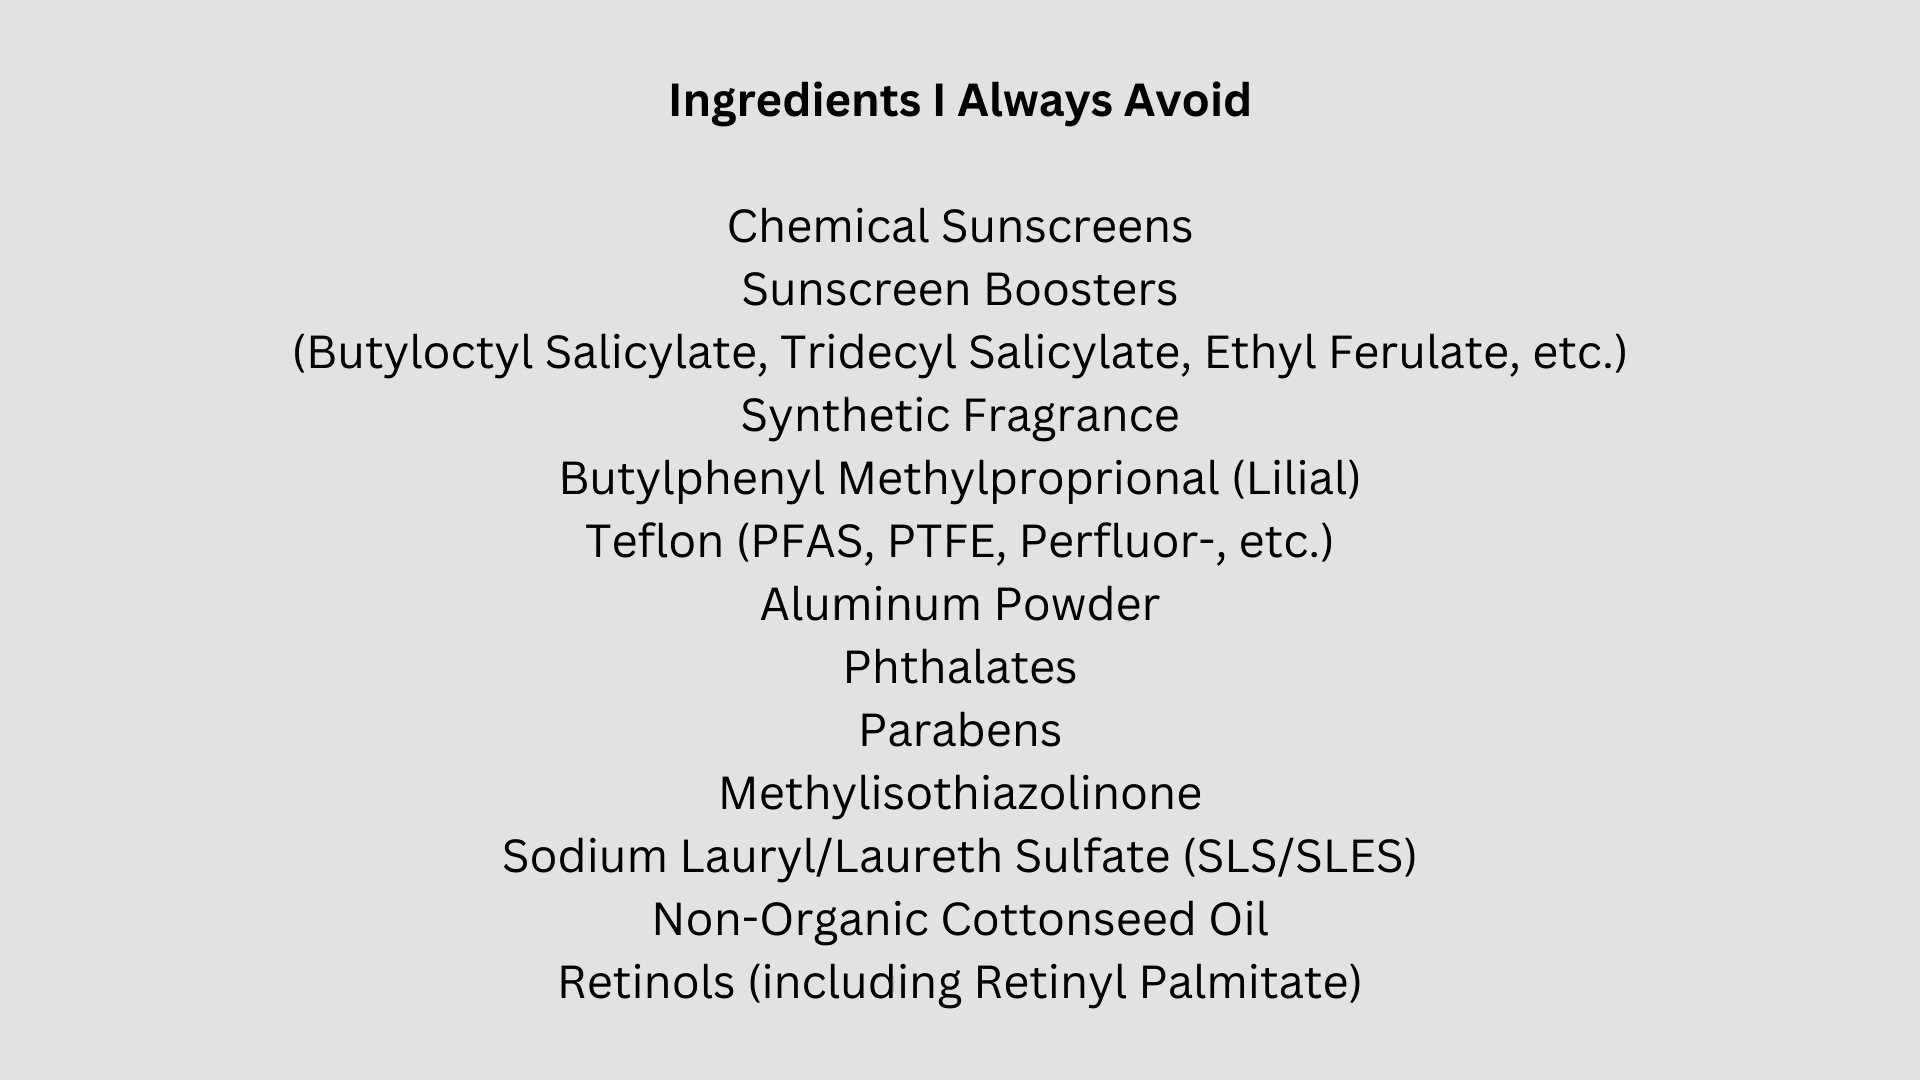 Ingredients I Always Avoid
Chemical Sunscreens
Sunscreen Boosters
(Butyloctyl Salicylate, Tridecyl Salicylate, Ethyl Ferulate, etc.)
Synthetic Fragrance
Butylphenyl Methylproprional (Lilial)
Teflon (PFAS, PTFE, Perfluor-, etc.)
Aluminum Powder
Phthalates
Parabens
Methylisothiazolinone
Sodium Lauryl/Laureth Sulfate (SLS/SLES)
Non-Organic Cottonseed Oil
Retinols (including Retinyl Palmitate)